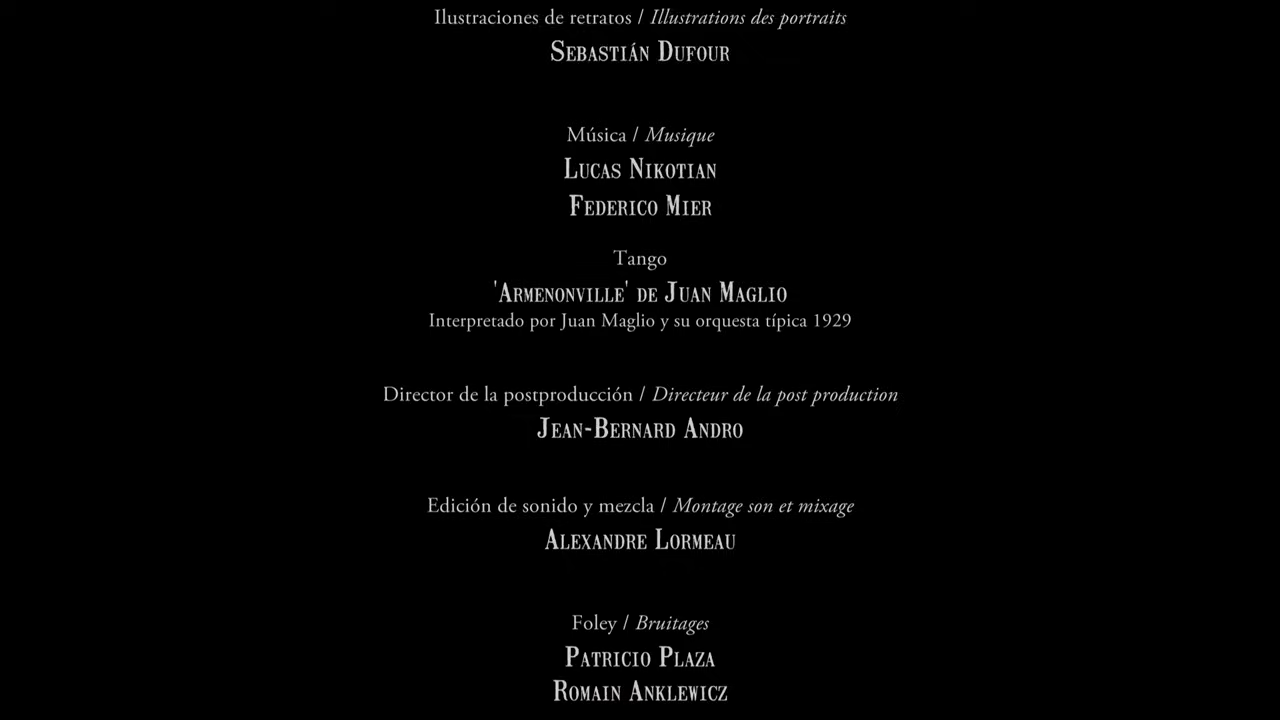 Ilustraciones de retratos / Illustrations des portraits
Sebastián Dufour
Música / Musique
Lucas Nikotian
Federico Mier
Tango
'Armenonville' de Juan Maglio
Interpretado por Juan Maglio y su orquesta típica 1929
Director de la postproducción / Directeur de la post production
Jean-Bernard Andro
Edición de sonido y mezcla / Montage son et mixage
Alexandre Lormeau
Foley / Bruitages
Patricio Plaza
Romain Anklewicz